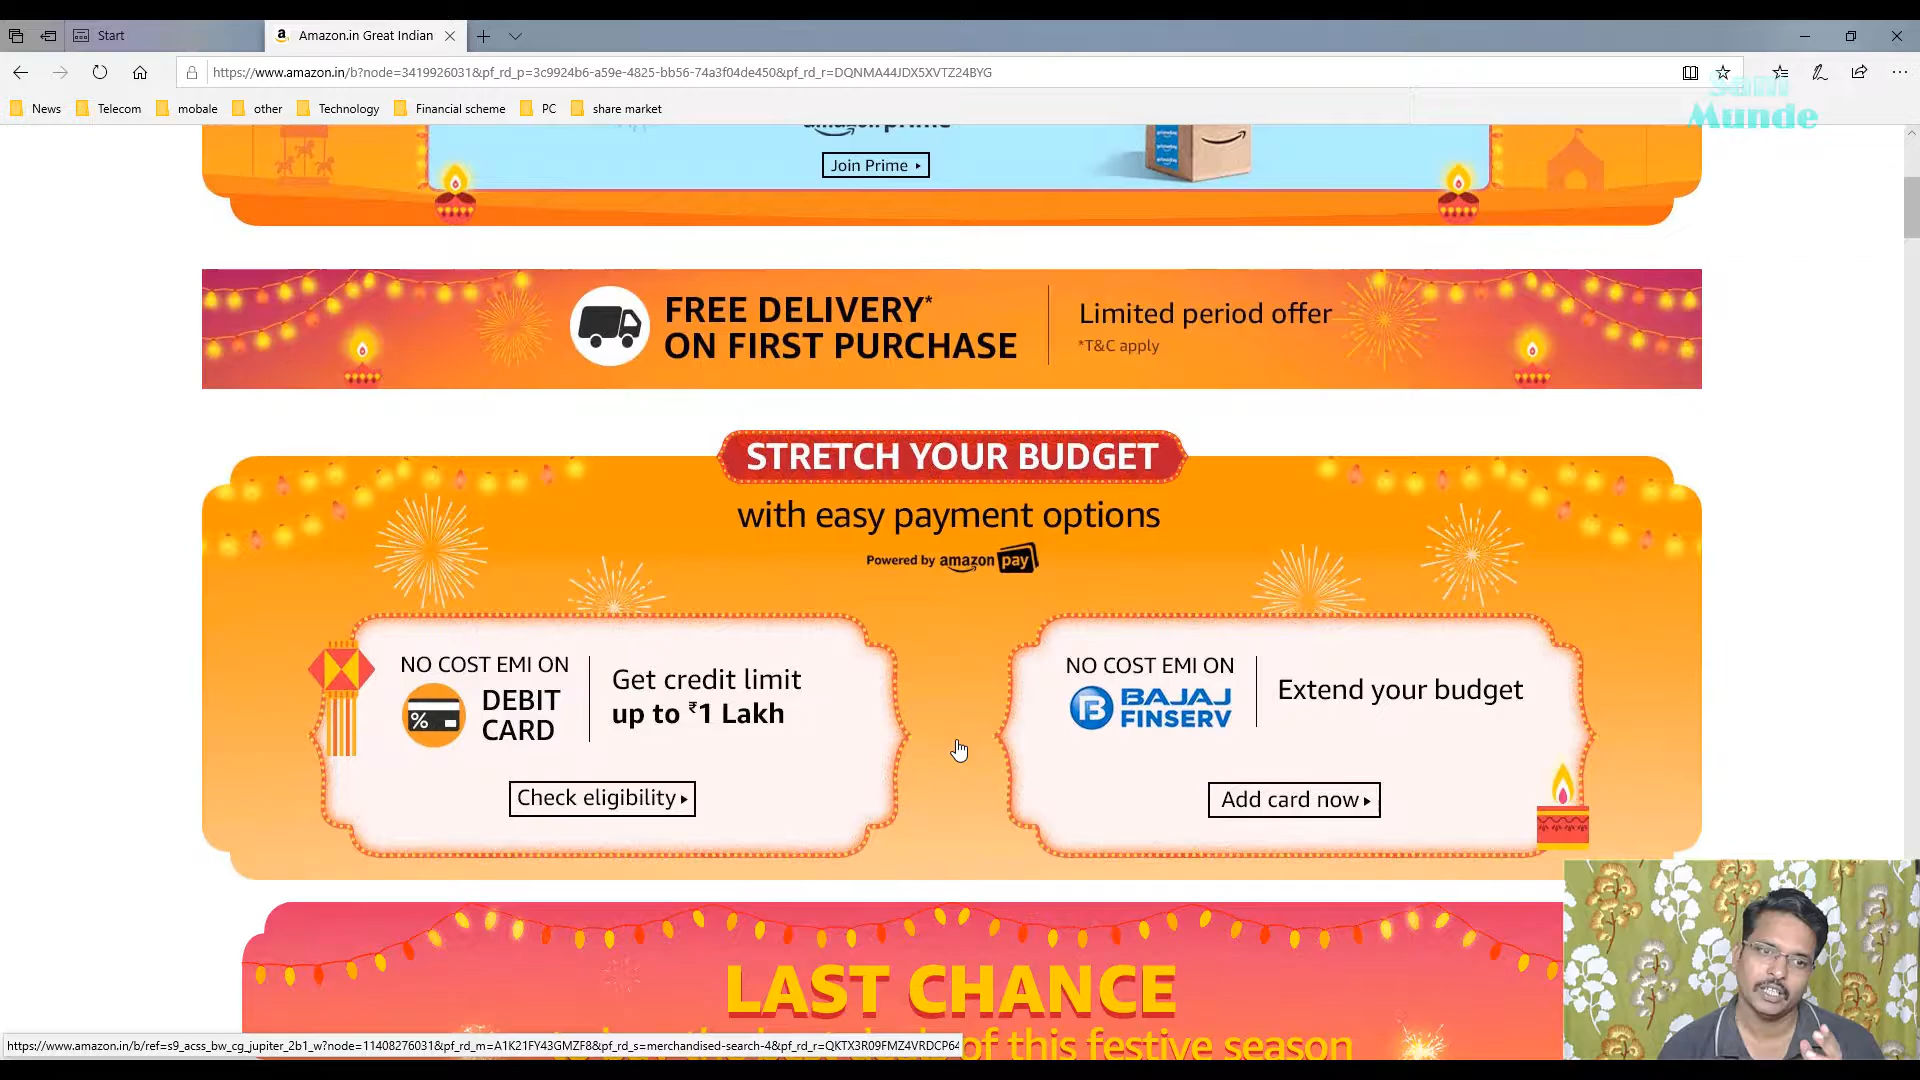 Start
Amazon.in Great Indian
https://www.amazon.in/b?node=3419926031&pf_rd_p=3c9924b6-a59e-4825-bb56-74a3f04de450&pf_rd_r=DQNMA44JDX5XVTZ24BYG
News
Telecom
mobale
other
Technology
Financial scheme
PC
share market
Sam
Munde
amazon prime
Join Prime
FREE DELIVERY*
ON FIRST PURCHASE
Limited period offer
*T&C apply
STRETCH YOUR BUDGET
with easy payment options
Powered by amazon pay
NO COST EMI ON
DEBIT
CARD
Get credit limit
up to ₹1 Lakh
Check eligibility
NO COST EMI ON
BAJAJ
FINSERV
Extend your budget
Add card now
LAST CHANCE
of this festive season
https://www.amazon.in/b/ref=s9_acss_bw_cg_jupiter_2b1_w?node=11408276031&pf_rd_m=A1K21FY43GMZF8&pf_rd_s=merchandised-search-4&pf_rd_r=QKTX3R09FMZ4VRDCP64